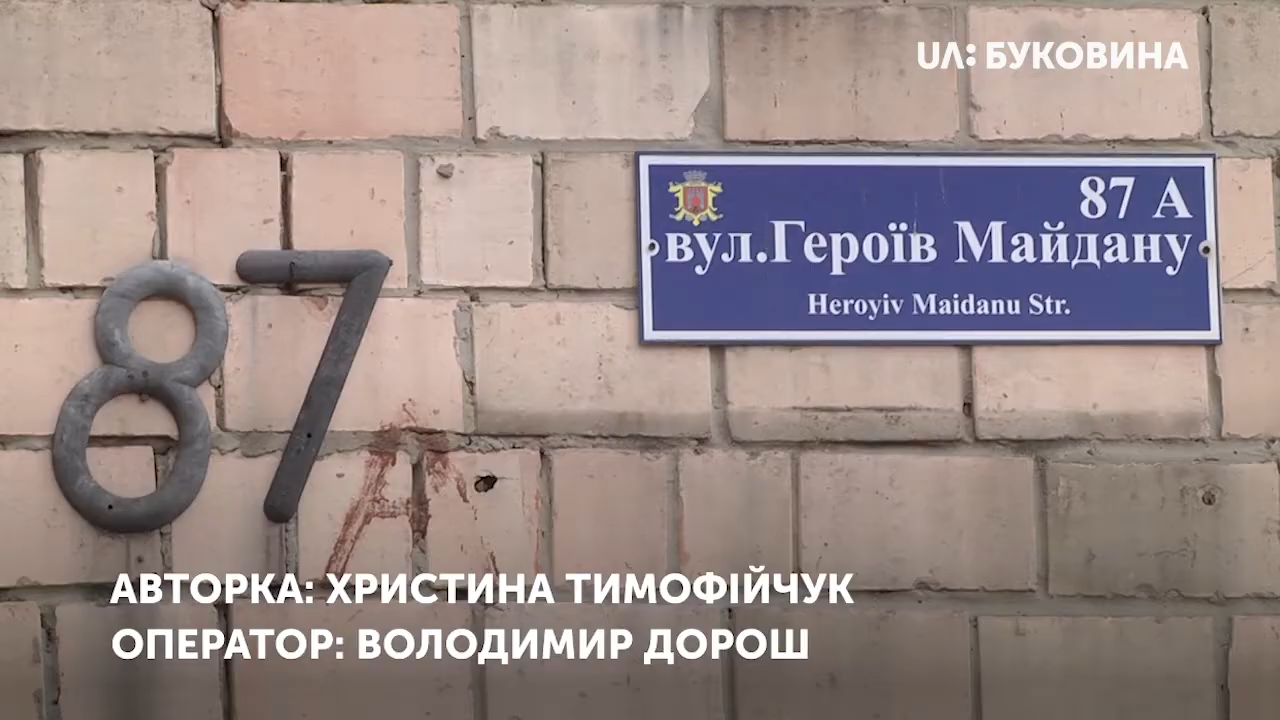 UA: БУКОВИНА
87 А
вул.Героїв Майдану
Heroyiv Maidanu Str.
87
А
АВТОРКА: ХРИСТИНА ТИМОФІЙЧУК
ОПЕРАТОР: ВОЛОДИМИР ДОРОШ